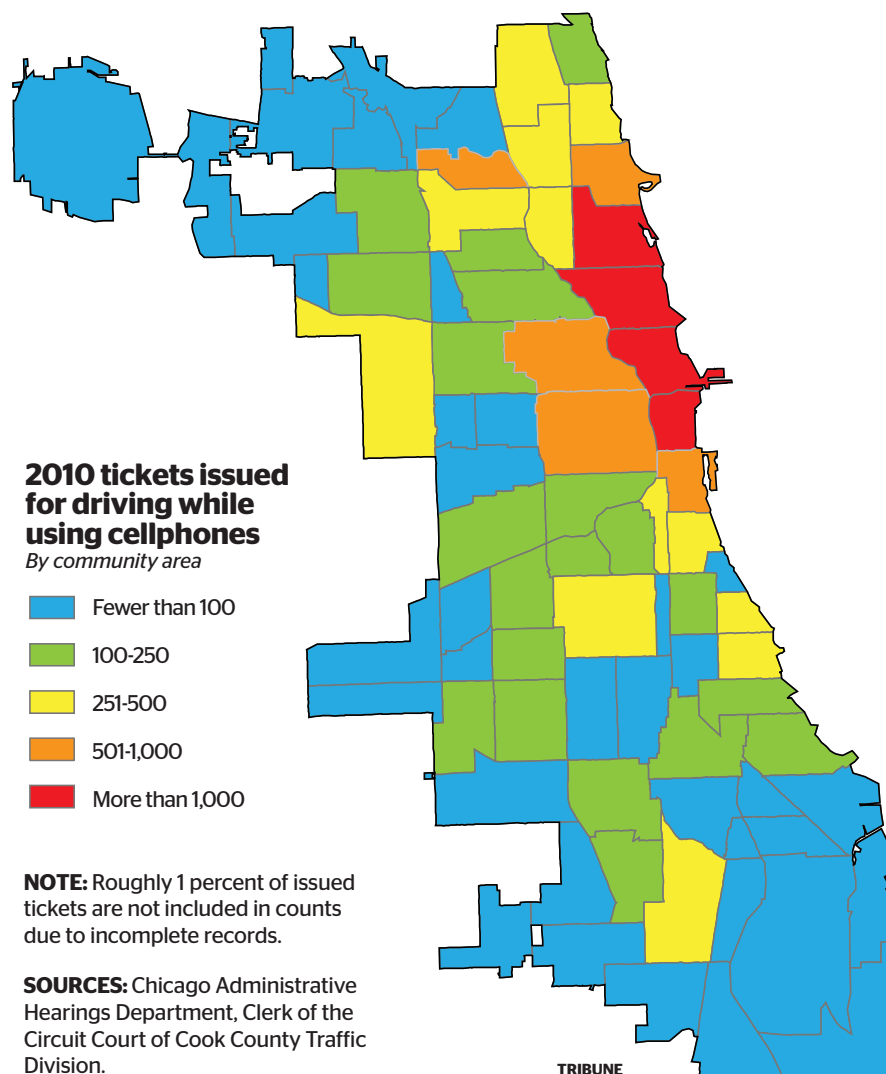 2010 tickets issued
for driving while
using cellphones
By community area
Fewer than 100
100-250
251-500
501-1,000
More than 1,000
NOTE: Roughly 1 percent of issued
tickets are not included in counts
due to incomplete records.
SOURCES: Chicago Administrative
Hearings Department, Clerk of the
Circuit Court of Cook County Traffic
Division.
TRIBUNE